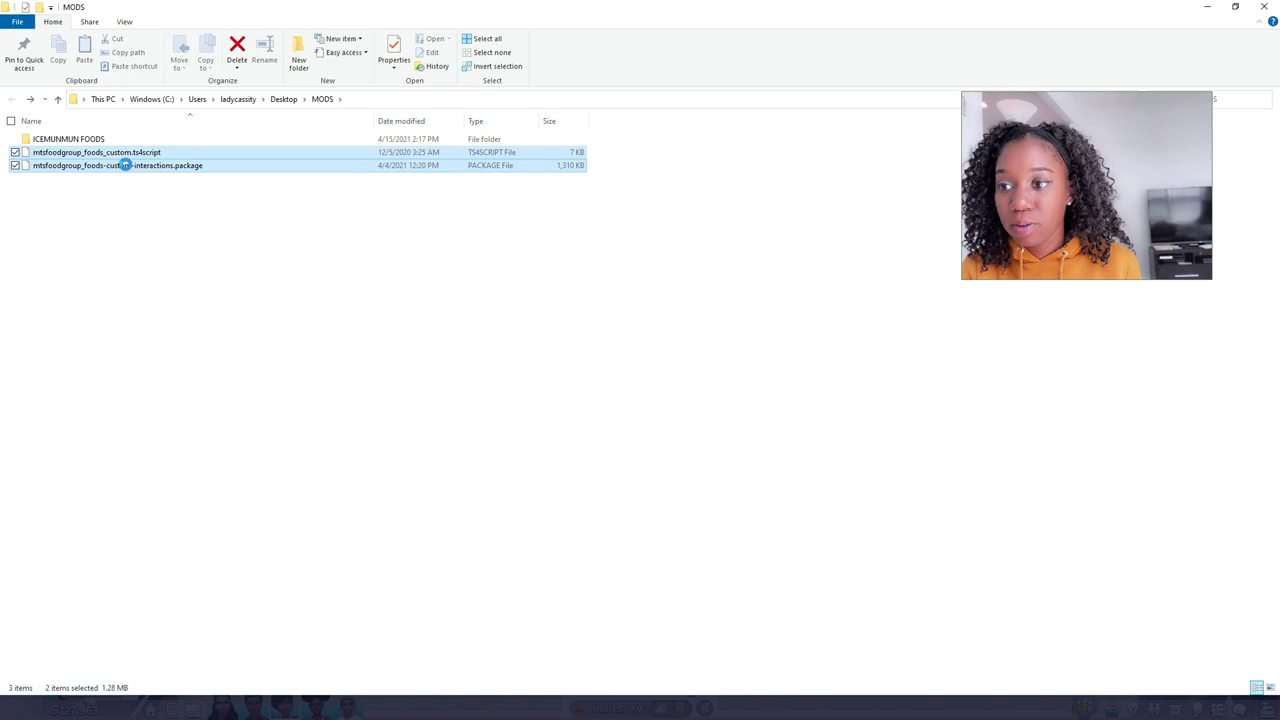 MODS
File Home Share View
Pin to Quick access
Copy
Paste
Cut
Copy path
Paste shortcut
Clipboard
Move to
Copy to
Delete
Rename
Organize
New folder
New item
Easy access
New
Properties
Open
Edit
History
Open
Select all
Select none
Invert selection
Select
This PC Windows (C:) Users ladycassity Desktop MODS
Name Date modified Type Size
ICEMUNMUN FOODS 4/15/2021 2:17 PM File folder
mtsfoodgroup_foods_custom.ts4script 12/5/2020 3:25 AM TS4SCRIPT File 7 KB
4/4/2021 12:20 PM PACKAGE File 1,310 KB
3 items 2 items selected 1.28 MB